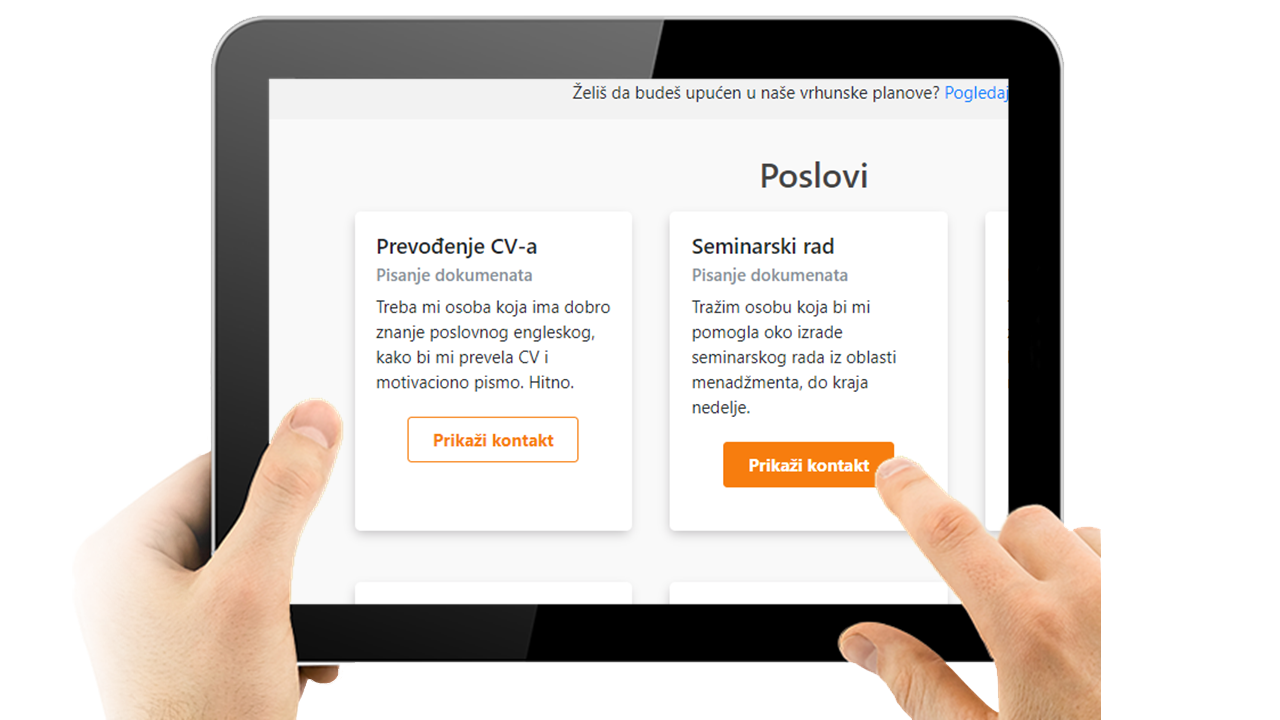 Želiš da budeš upućen u naše vrhunske planove? Pogledaj
Poslovi
Prevođenje CV-a
Pisanje dokumenata
Treba mi osoba koja ima dobro
znanje poslovnog engleskog,
kako bi mi prevela CV i
motivaciono pismo. Hitno.
Prikaži kontakt
Seminarski rad
Pisanje dokumenata
Tražim osobu koja bi mi
pomogla oko izrade
seminarskog rada iz oblasti
menadžmenta, do kraja
nedelje.
Prikaži kontakt